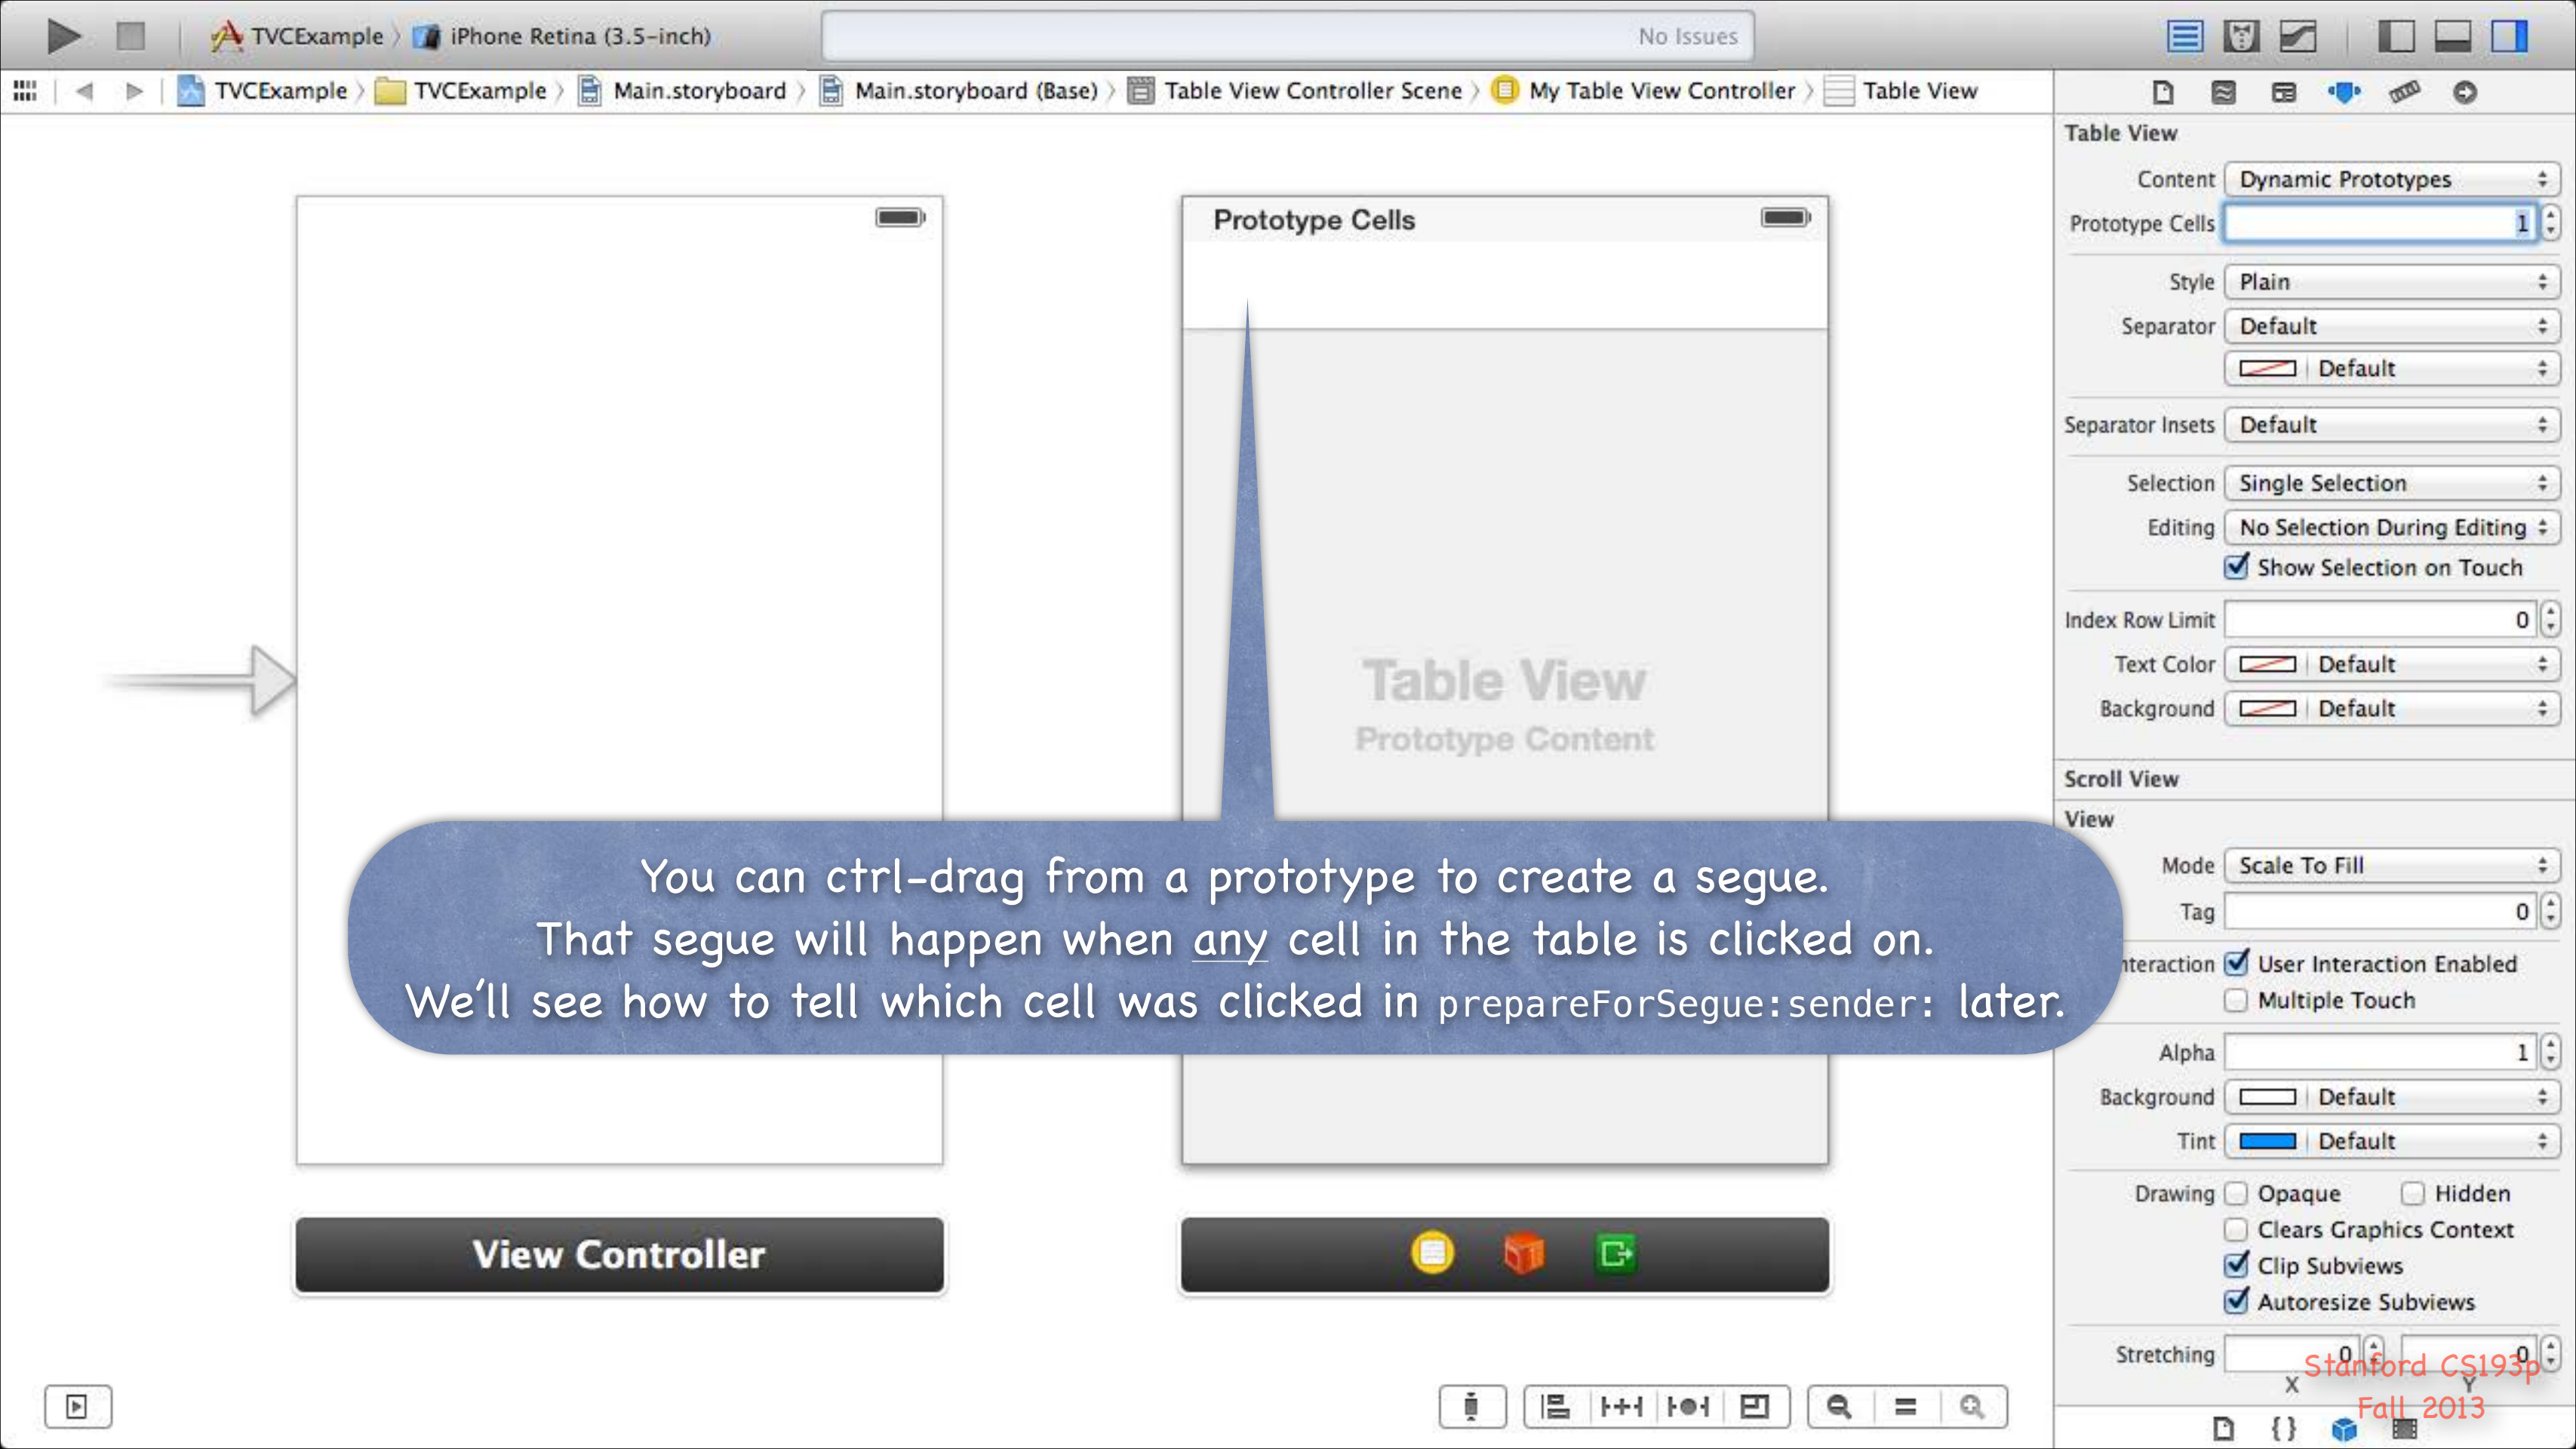 TVCExample
iPhone Retina (3.5-inch)
No Issues
TVCExample
TVCExample
Main.storyboard
Main.storyboard (Base)
Table View Controller Scene
My Table View Controller
Table View
Prototype Cells
Table View
Prototype Content
You can ctrl-drag from a prototype to create a segue.
That segue will happen when any cell in the table is clicked on.
We'll see how to tell which cell was clicked in prepareForSegue:sender: later.
View Controller
Table View
Content Dynamic Prototypes
Prototype Cells 1
Style Plain
Separator Default
Default
Separator Insets Default
Selection Single Selection
Editing No Selection During Editing
Show Selection on Touch
Index Row Limit 0
Text Color Default
Background Default
Scroll View
View
Mode Scale To Fill
Tag 0
User Interaction Enabled
Multiple Touch
Alpha 1
Background Default
Tint Default
Drawing Opaque Hidden
Clears Graphics Context
Clip Subviews
Autoresize Subviews
Stretching 0 0
X Y
Stanford CS193p
Fall 2013